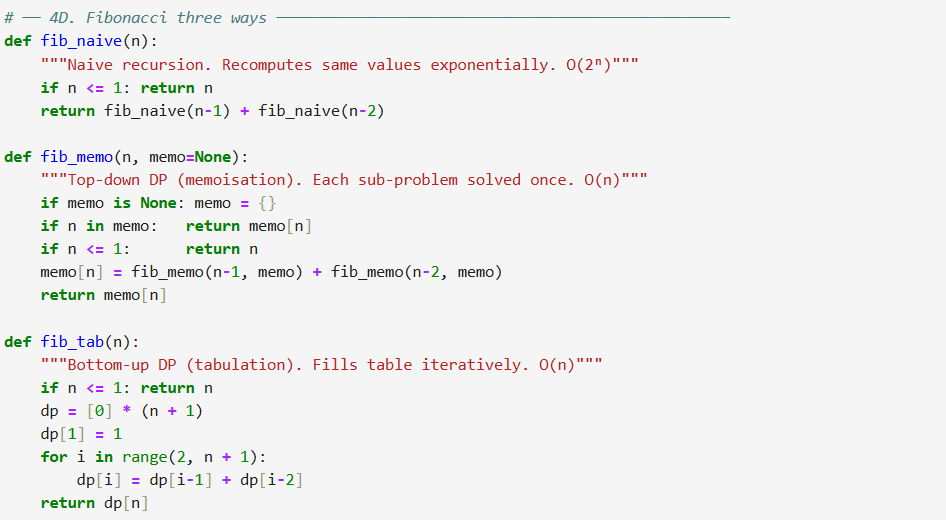 # ── 4D. Fibonacci three ways ──────────────────────────────────────────────────
def fib_naive(n):
    """Naive recursion. Recomputes same values exponentially. O(2ⁿ)"""
    if n <= 1: return n
    return fib_naive(n-1) + fib_naive(n-2)

def fib_memo(n, memo=None):
    """Top-down DP (memoisation). Each sub-problem solved once. O(n)"""
    if memo is None: memo = {}
    if n in memo:   return memo[n]
    if n <= 1:      return n
    memo[n] = fib_memo(n-1, memo) + fib_memo(n-2, memo)
    return memo[n]

def fib_tab(n):
    """Bottom-up DP (tabulation). Fills table iteratively. O(n)"""
    if n <= 1: return n
    dp = [0] * (n + 1)
    dp[1] = 1
    for i in range(2, n + 1):
        dp[i] = dp[i-1] + dp[i-2]
    return dp[n]